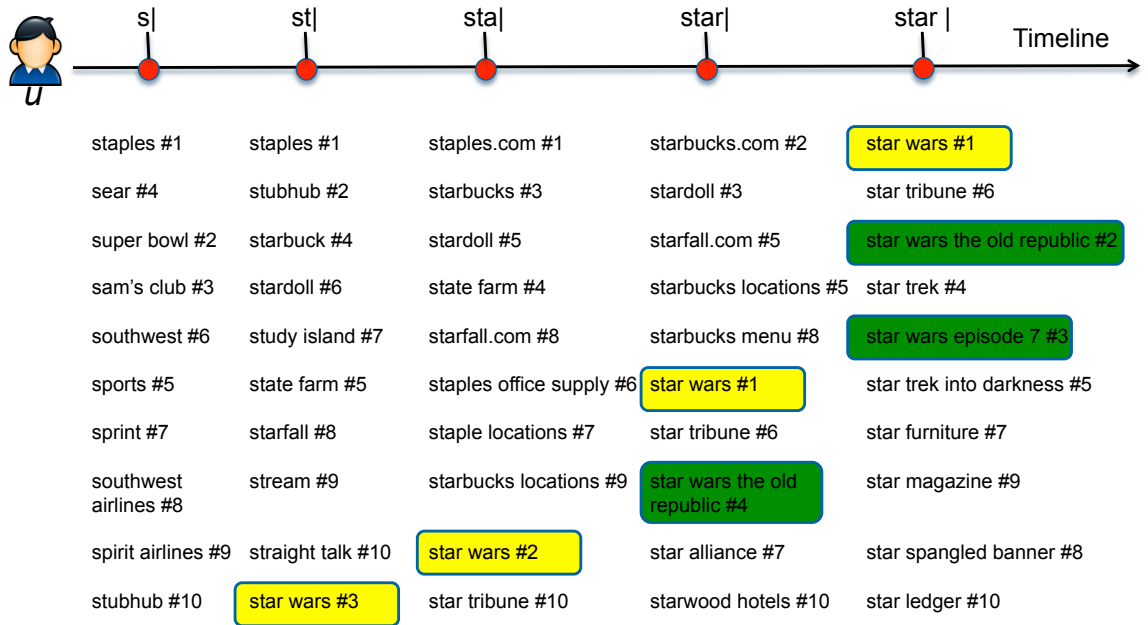 s| st| sta| star| star |
Timeline
u
staples #1 staples #1 staples.com #1 starbucks.com #2 star wars #1
sear #4 stubhub #2 starbucks #3 stardoll #3 star tribune #6
super bowl #2 starbuck #4 stardoll #5 starfall.com #5 star wars the old republic #2
sam’s club #3 stardoll #6 state farm #4 starbucks locations #5 star trek #4
southwest #6 study island #7 starfall.com #8 starbucks menu #8 star wars episode 7 #3
sports #5 state farm #5 staples office supply #6 star wars #1 star trek into darkness #5
sprint #7 starfall #8 staple locations #7 star tribune #6 star furniture #7
southwest stream #9 starbucks locations #9 star wars the old star magazine #9
airlines #8 republic #4
spirit airlines #9 straight talk #10 star wars #2 star alliance #7 star spangled banner #8
stubhub #10 star wars #3 star tribune #10 starwood hotels #10 star ledger #10